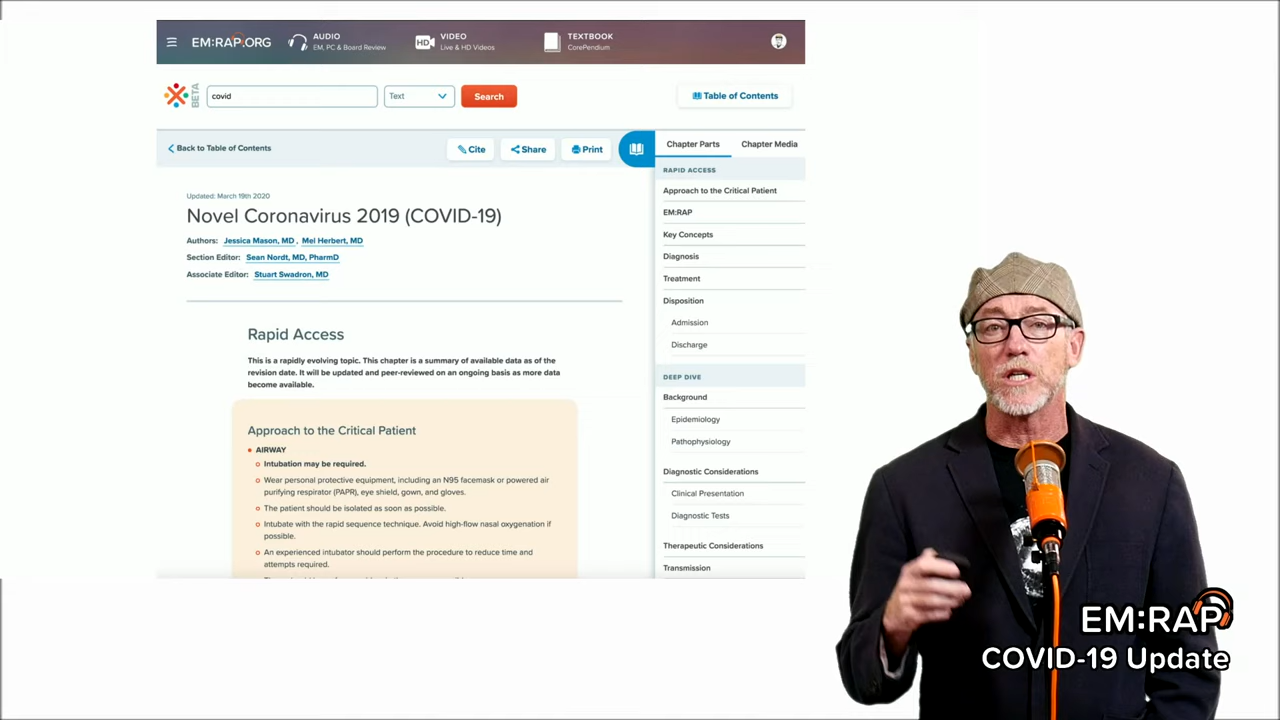 EM:RAP.ORG
AUDIO
EM, PC & Board Review
HD
VIDEO
Live & HD Videos
TEXTBOOK
CorePendium
BETA
covid
Text
Search
Table of Contents
Back to Table of Contents
Cite
Share
Print
Chapter Parts
Chapter Media
Updated: March 19th 2020
Novel Coronavirus 2019 (COVID-19)
Authors: Jessica Mason, MD , Mel Herbert, MD
Section Editor: Sean Nordt, MD, PharmD
Associate Editor: Stuart Swadron, MD
Rapid Access
This is a rapidly evolving topic. This chapter is a summary of available data as of the
revision date. It will be updated and peer-reviewed on an ongoing basis as more data
become available.
Approach to the Critical Patient
AIRWAY
Intubation may be required.
Wear personal protective equipment, including an N95 facemask or powered air
purifying respirator (PAPR), eye shield, gown, and gloves.
The patient should be isolated as soon as possible.
Intubate with the rapid sequence technique. Avoid high-flow nasal oxygenation if
possible.
An experienced intubator should perform the procedure to reduce time and
attempts required.
RAPID ACCESS
Approach to the Critical Patient
EM:RAP
Key Concepts
Diagnosis
Treatment
Disposition
Admission
Discharge
DEEP DIVE
Background
Epidemiology
Pathophysiology
Diagnostic Considerations
Clinical Presentation
Diagnostic Tests
Therapeutic Considerations
Transmission
EM:RAP
COVID-19 Update